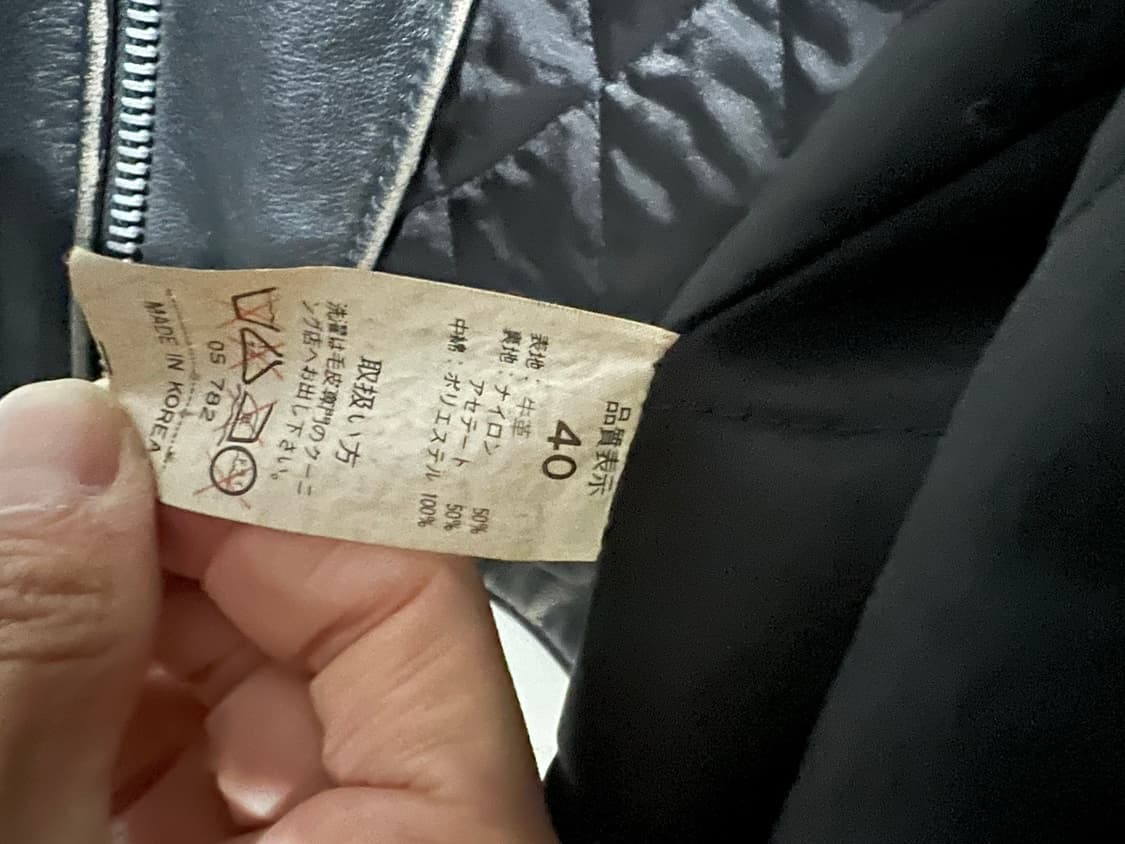 品質表示
40
表地：牛革
裏地：ナイロン 50%
アセテート 50%
中綿：ポリエステル 100%
取扱い方
洗濯は毛皮専門のクーニ
ング店へお出し下さい。
05 782
MADE IN KOREA